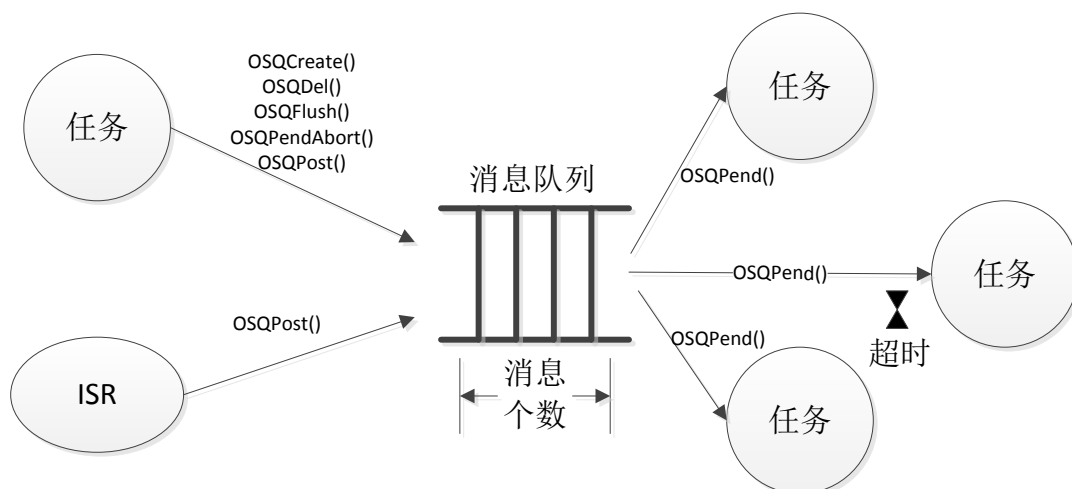 OSQCreate()
OSQDel()
OSQFlush()
OSQPendAbort()
OSQPost()
任务
任务
OSQPend()
消息队列
OSQPend()
任务
超时
OSQPost()
OSQPend()
ISR
消息
个数
任务